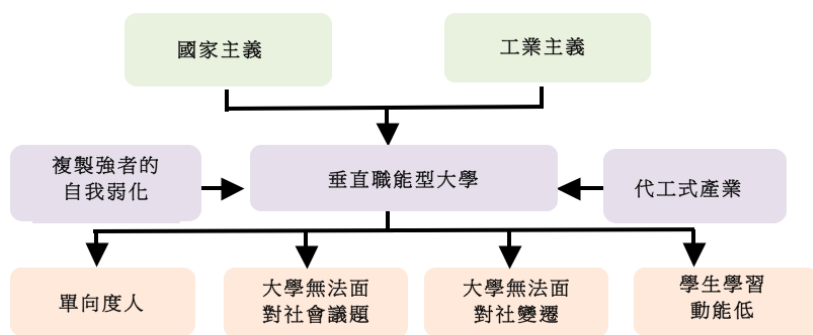 國家主義
工業主義
複製強者的
自我弱化
垂直職能型大學
代工式產業
單向度人
大學無法面
對社會議題
大學無法面
對社變遷
學生學習
動能低